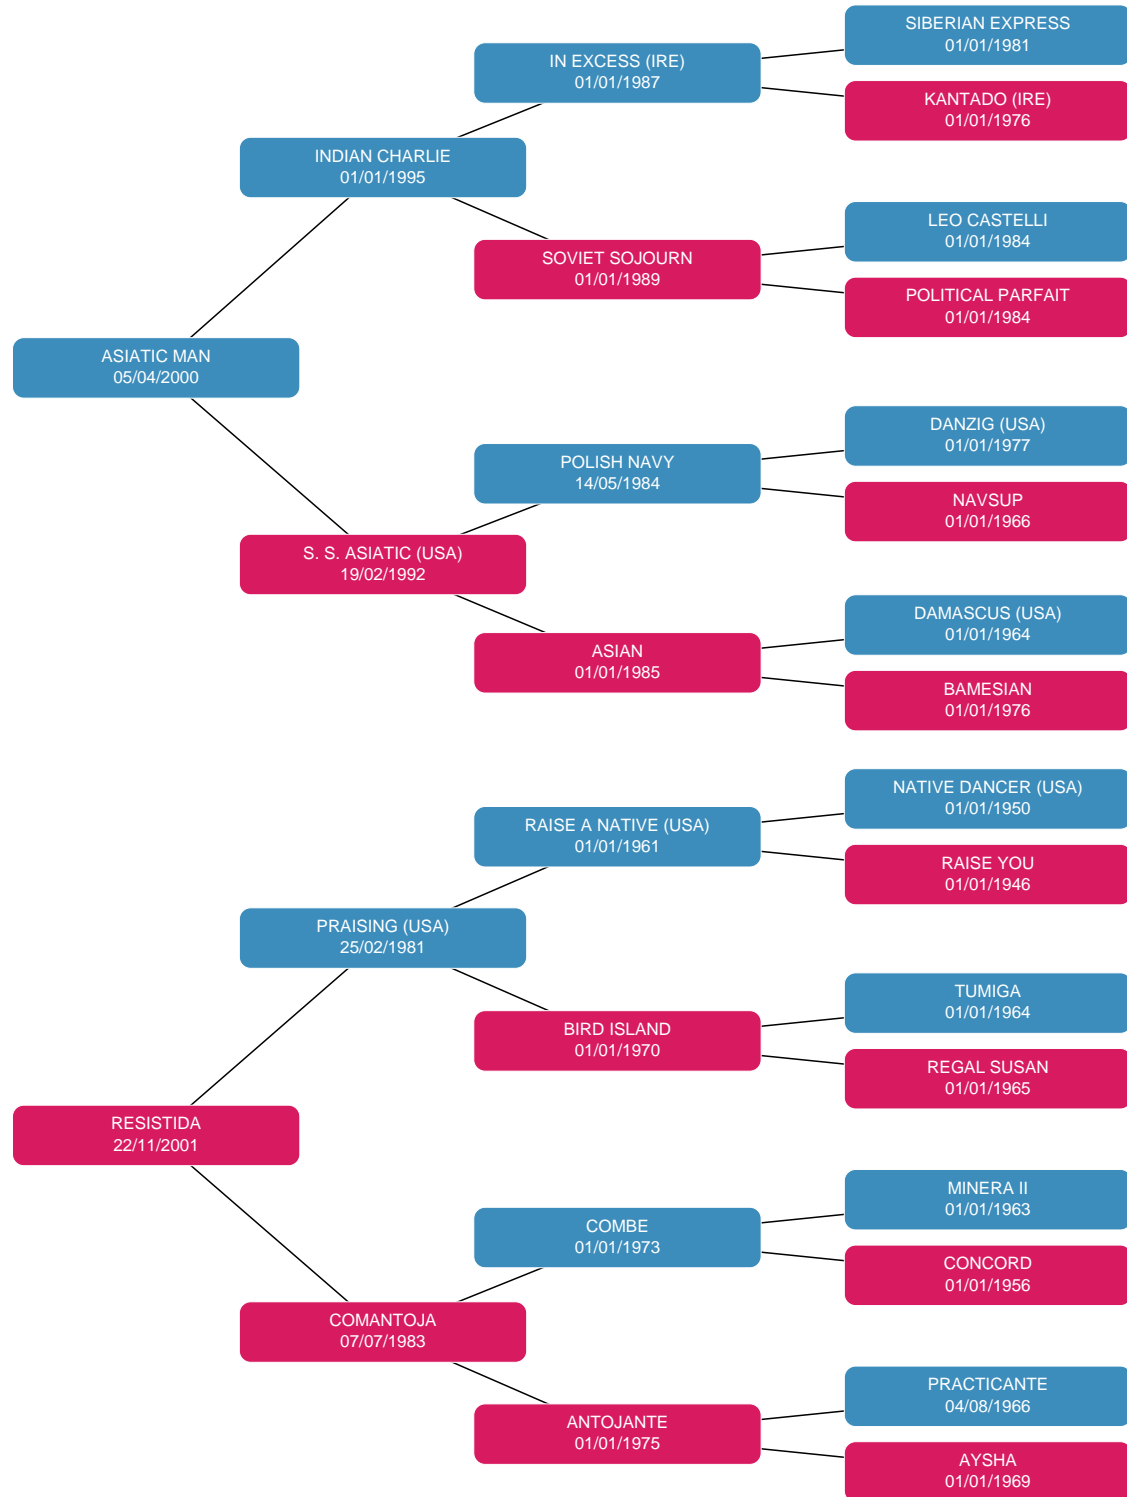 SIBERIAN EXPRESS
01/01/1981
IN EXCESS (IRE)
01/01/1987
KANTADO (IRE)
01/01/1976
INDIAN CHARLIE
01/01/1995
LEO CASTELLI
01/01/1984
SOVIET SOJOURN
01/01/1989
POLITICAL PARFAIT
01/01/1984
ASIATIC MAN
05/04/2000
DANZIG (USA)
01/01/1977
POLISH NAVY
14/05/1984
NAVSUP
01/01/1966
S. S. ASIATIC (USA)
19/02/1992
DAMASCUS (USA)
01/01/1964
ASIAN
01/01/1985
BAMESIAN
01/01/1976
NATIVE DANCER (USA)
01/01/1950
RAISE A NATIVE (USA)
01/01/1961
RAISE YOU
01/01/1946
PRAISING (USA)
25/02/1981
TUMIGA
01/01/1964
BIRD ISLAND
01/01/1970
REGAL SUSAN
01/01/1965
RESISTIDA
22/11/2001
MINERA II
01/01/1963
COMBE
01/01/1973
CONCORD
01/01/1956
COMANTOJA
07/07/1983
PRACTICANTE
04/08/1966
ANTOJANTE
01/01/1975
AYSHA
01/01/1969